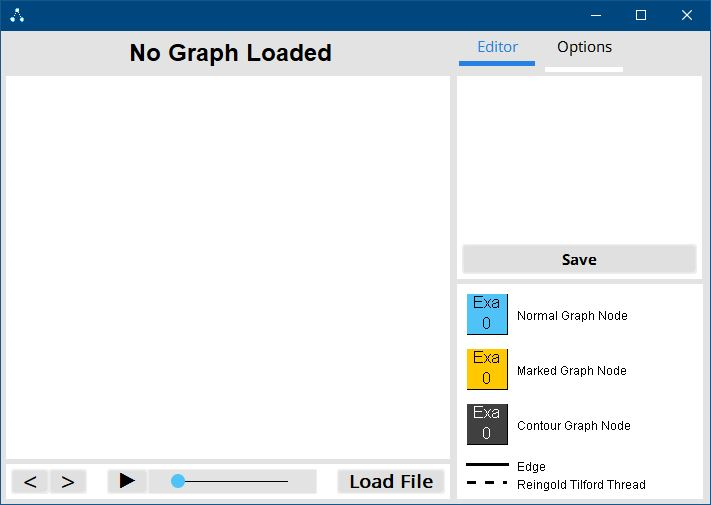 No Graph Loaded
Editor
Options
Save
Exa
0
Normal Graph Node
Exa
0
Marked Graph Node
Exa
0
Contour Graph Node
Edge
Reingold Tilford Thread
< >
Load File